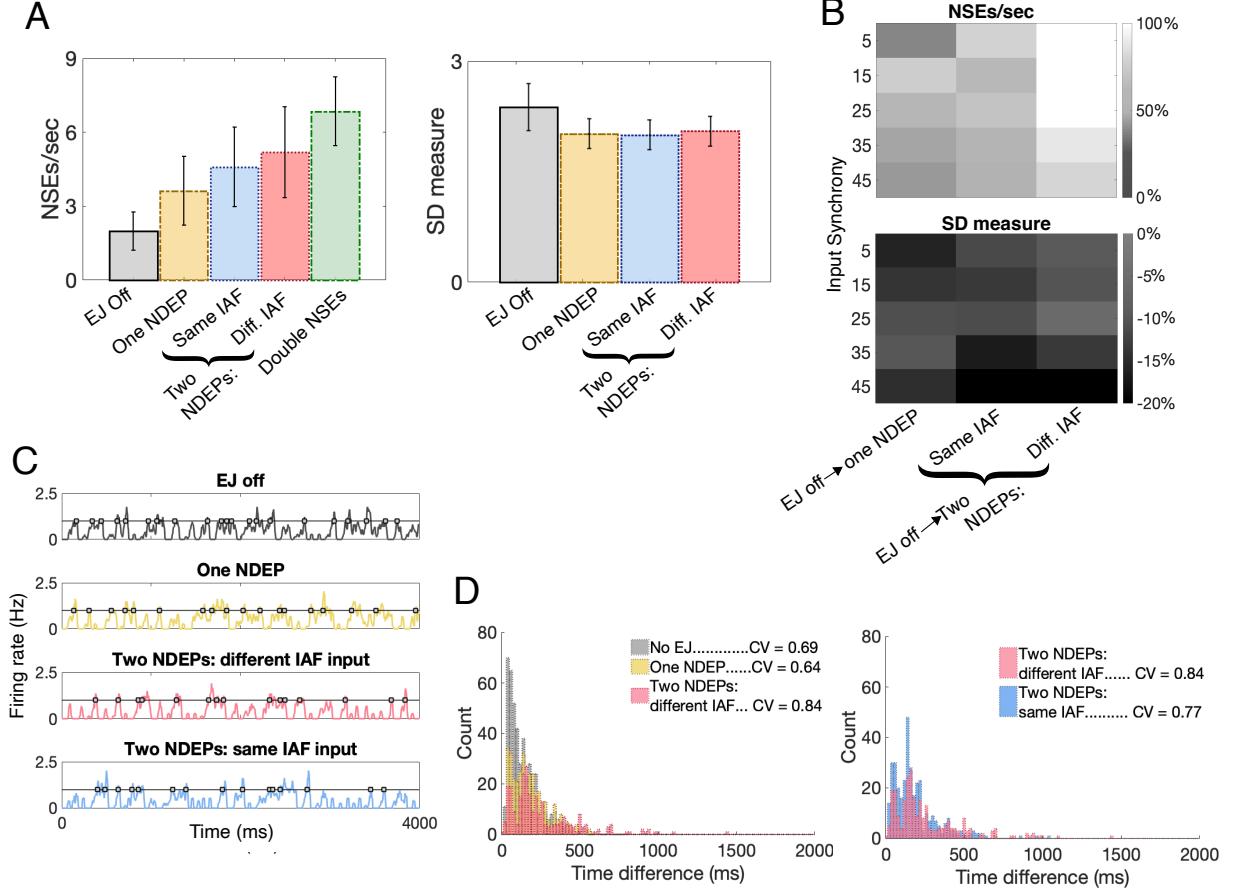 A
9
6
3
0
NSEs/sec
EJ Off
One NDEP
Same IAF
Diff. IAF
Double NSEs
Two
NDEPs:
3
0
SD measure
EJ Off
One NDEP
Same IAF
Diff. IAF
Two
NDEPs:
B
NSEs/sec
5
15
25
35
45
100%
50%
0%
Input Synchrony
SD measure
5
15
25
35
45
0%
-5%
-10%
-15%
-20%
EJ off→one NDEP
Same IAF
Diff. IAF
EJ off→Two
NDEPs:
C
EJ off
2.5
0
One NDEP
2.5
0
Two NDEPs: different IAF input
2.5
0
Two NDEPs: same IAF input
2.5
0
Firing rate (Hz)
0
4000
Time (ms)
D
80
60
40
20
0
Count
No EJ.............CV = 0.69
One NDEP......CV = 0.64
Two NDEPs:
different IAF... CV = 0.84
0
500
1000
1500
2000
Time difference (ms)
80
60
40
20
0
Count
Two NDEPs:
different IAF...... CV = 0.84
Two NDEPs:
same IAF.......... CV = 0.77
0
500
1000
1500
2000
Time difference (ms)